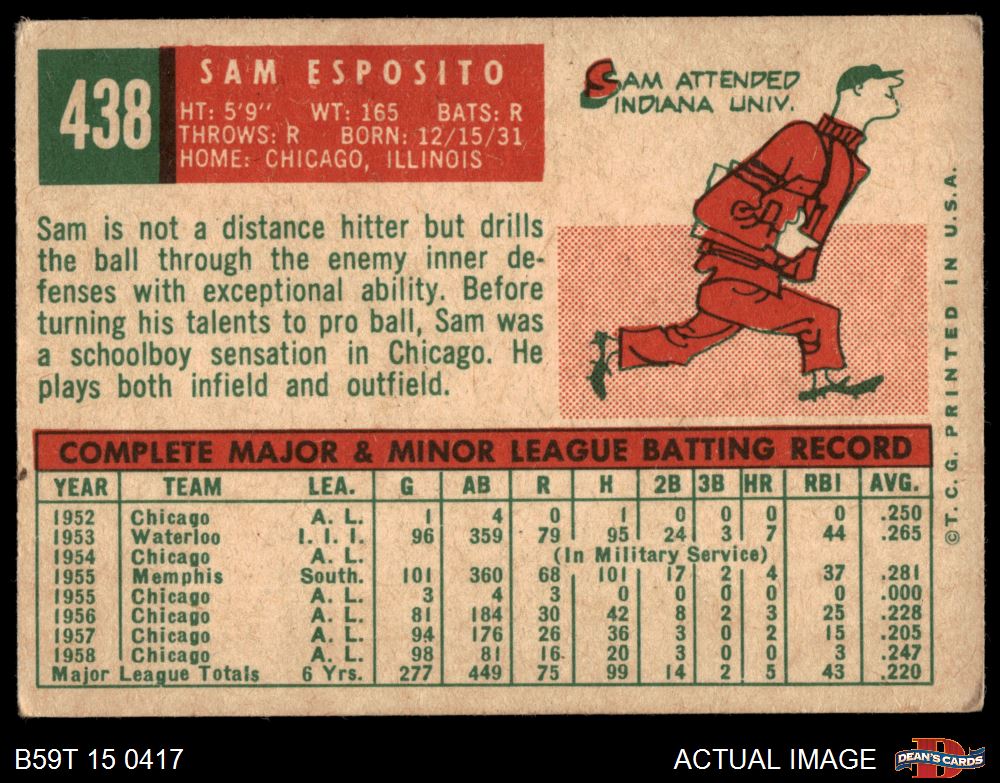 438
SAM ESPOSITO
HT: 5'9" WT: 165 BATS: R
THROWS: R BORN: 12/15/31
HOME: CHICAGO, ILLINOIS
SAM ATTENDED
INDIANA UNIV.
Sam is not a distance hitter but drills
the ball through the enemy inner de-
fenses with exceptional ability. Before
turning his talents to pro ball, Sam was
a schoolboy sensation in Chicago. He
plays both infield and outfield.
COMPLETE MAJOR & MINOR LEAGUE BATTING RECORD
YEAR TEAM LEA. G AB R H 2B 3B HR RBI AVG.
1952 Chicago A. L. 1 4 0 1 0 0 0 0 .250
1953 Waterloo I. I. I. 96 359 79 95 24 3 7 44 .265
1954 Chicago A. L. (In Military Service)
1955 Memphis South. 101 360 68 101 17 2 4 37 .281
1955 Chicago A. L. 3 4 3 0 0 0 0 0 .000
1956 Chicago A. L. 81 184 30 42 8 2 3 25 .228
1957 Chicago A. L. 94 176 26 36 3 0 2 15 .205
1958 Chicago A. L. 98 81 16 20 3 0 0 3 .247
Major League Totals 6 Yrs. 277 449 75 99 14 2 5 43 .220
© T. C. G. PRINTED IN U.S.A.
B59T 15 0417
ACTUAL IMAGE
D
DEAN'S CARDS